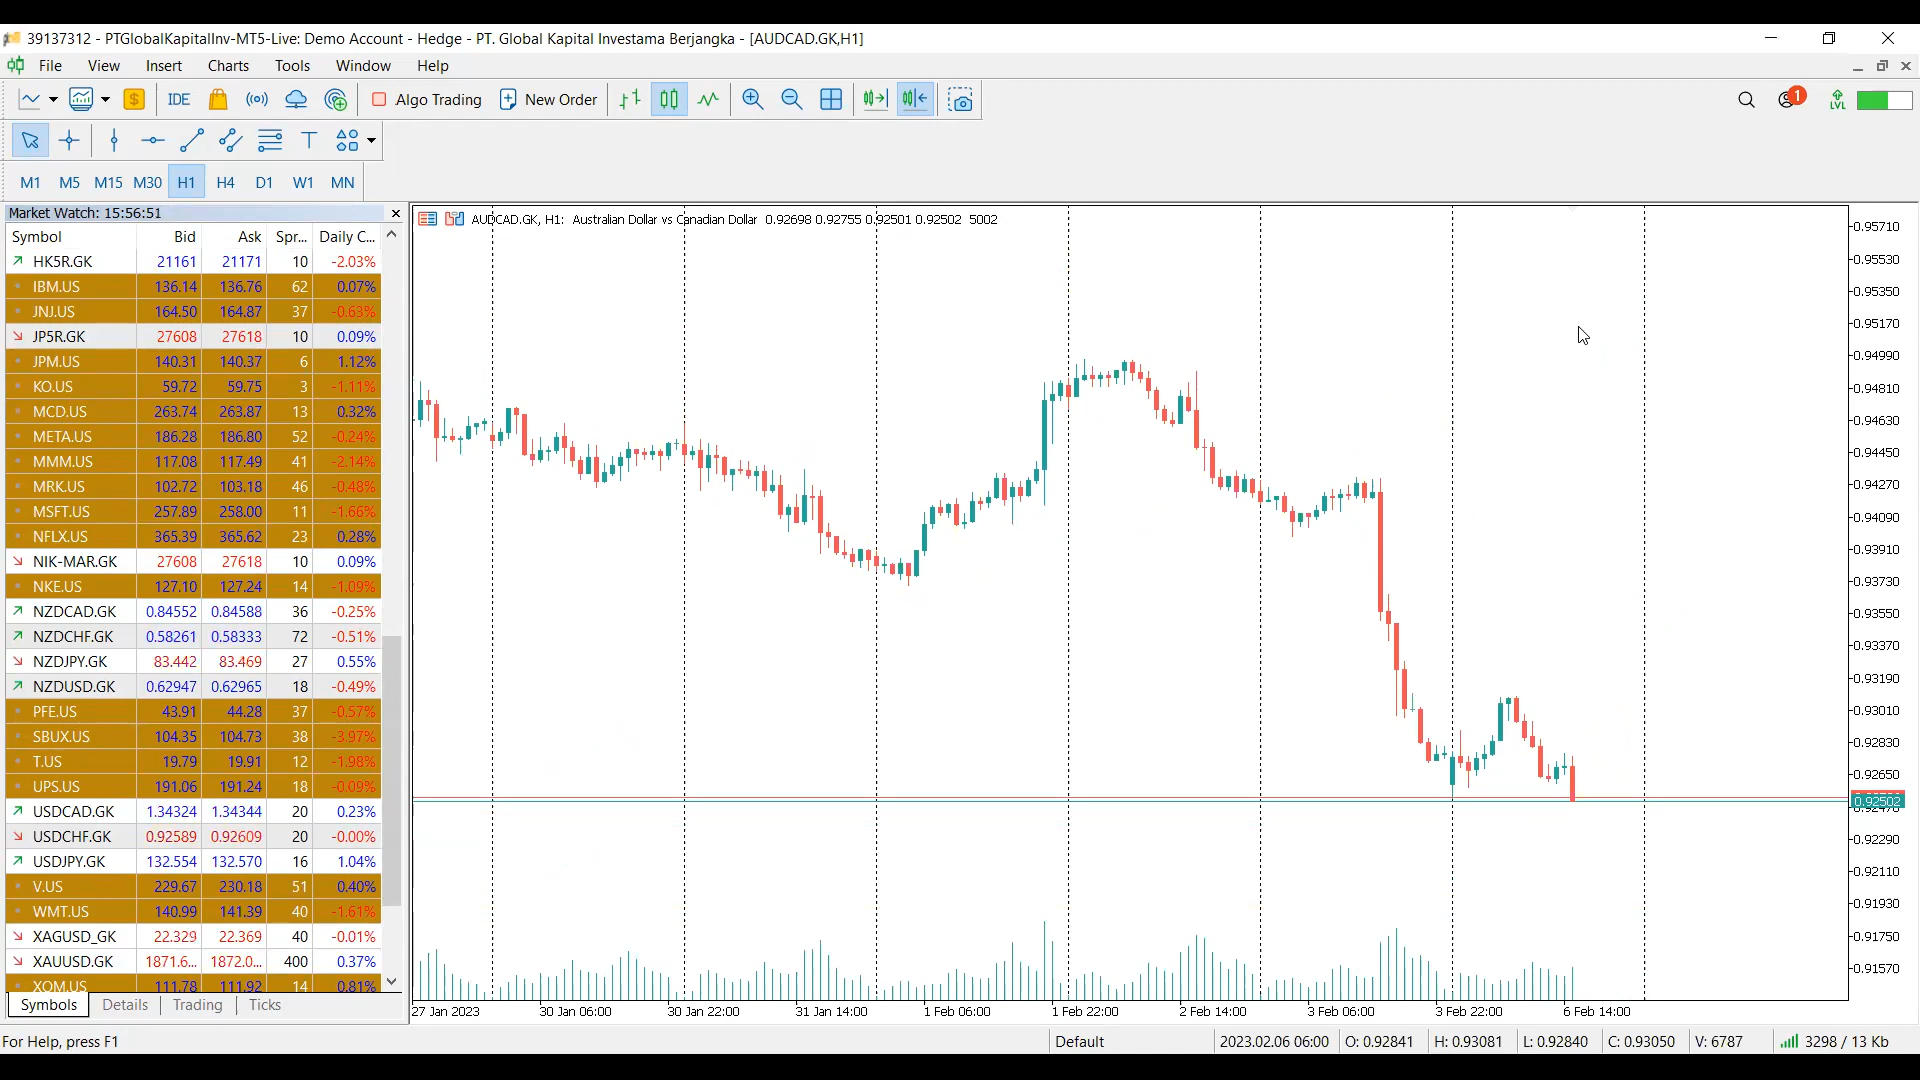 39137312 - PTGlobalKapitalInv-MT5-Live: Demo Account - Hedge - PT. Global Kapital Investama Berjangka - [AUDCAD.GK,H1]
File View Insert Charts Tools Window Help
IDE Algo Trading New Order 1 LVL
M1 M5 M15 M30 H1 H4 D1 W1 MN
Market Watch: 15:56:51
Symbol Bid Ask Spr... Daily C...
HK5R.GK 21161 21171 10 -2.03%
IBM.US 136.14 136.76 62 0.07%
JNJ.US 164.50 164.87 37 -0.63%
JP5R.GK 27608 27618 10 0.09%
JPM.US 140.31 140.37 6 1.12%
KO.US 59.72 59.75 3 -1.11%
MCD.US 263.74 263.87 13 0.32%
META.US 186.28 186.80 52 -0.24%
MMM.US 117.08 117.49 41 -2.14%
MRK.US 102.72 103.18 46 -0.48%
MSFT.US 257.89 258.00 11 -1.66%
NFLX.US 365.39 365.62 23 0.28%
NIK-MAR.GK 27608 27618 10 0.09%
NKE.US 127.10 127.24 14 -1.09%
NZDCAD.GK 0.84552 0.84588 36 -0.25%
NZDCHF.GK 0.58261 0.58333 72 -0.51%
NZDJPY.GK 83.442 83.469 27 0.55%
NZDUSD.GK 0.62947 0.62965 18 -0.49%
PFE.US 43.91 44.28 37 -0.57%
SBUX.US 104.35 104.73 38 -3.97%
T.US 19.79 19.91 12 -1.98%
UPS.US 191.06 191.24 18 -0.09%
USDCAD.GK 1.34324 1.34344 20 0.23%
USDCHF.GK 0.92589 0.92609 20 -0.00%
USDJPY.GK 132.554 132.570 16 1.04%
V.US 229.67 230.18 51 0.40%
WMT.US 140.99 141.39 40 -1.61%
XAGUSD_GK 22.329 22.369 40 -0.01%
XAUUSD.GK 1871.6... 1872.0... 400 0.37%
XOM.US 111.78 111.92 14 0.81%
Symbols Details Trading Ticks
AUDCAD.GK, H1: Australian Dollar vs Canadian Dollar 0.92698 0.92755 0.92501 0.92502 5002
0.95710
0.95530
0.95350
0.95170
0.94990
0.94810
0.94630
0.94450
0.94270
0.94090
0.93910
0.93730
0.93550
0.93370
0.93190
0.93010
0.92830
0.92650
0.92502
0.92290
0.92110
0.91930
0.91750
0.91570
27 Jan 2023 30 Jan 06:00 30 Jan 22:00 31 Jan 14:00 1 Feb 06:00 1 Feb 22:00 2 Feb 14:00 3 Feb 06:00 3 Feb 22:00 6 Feb 14:00
For Help, press F1 Default 2023.02.06 06:00 O: 0.92841 H: 0.93081 L: 0.92840 C: 0.93050 V: 6787 3298 / 13 Kb